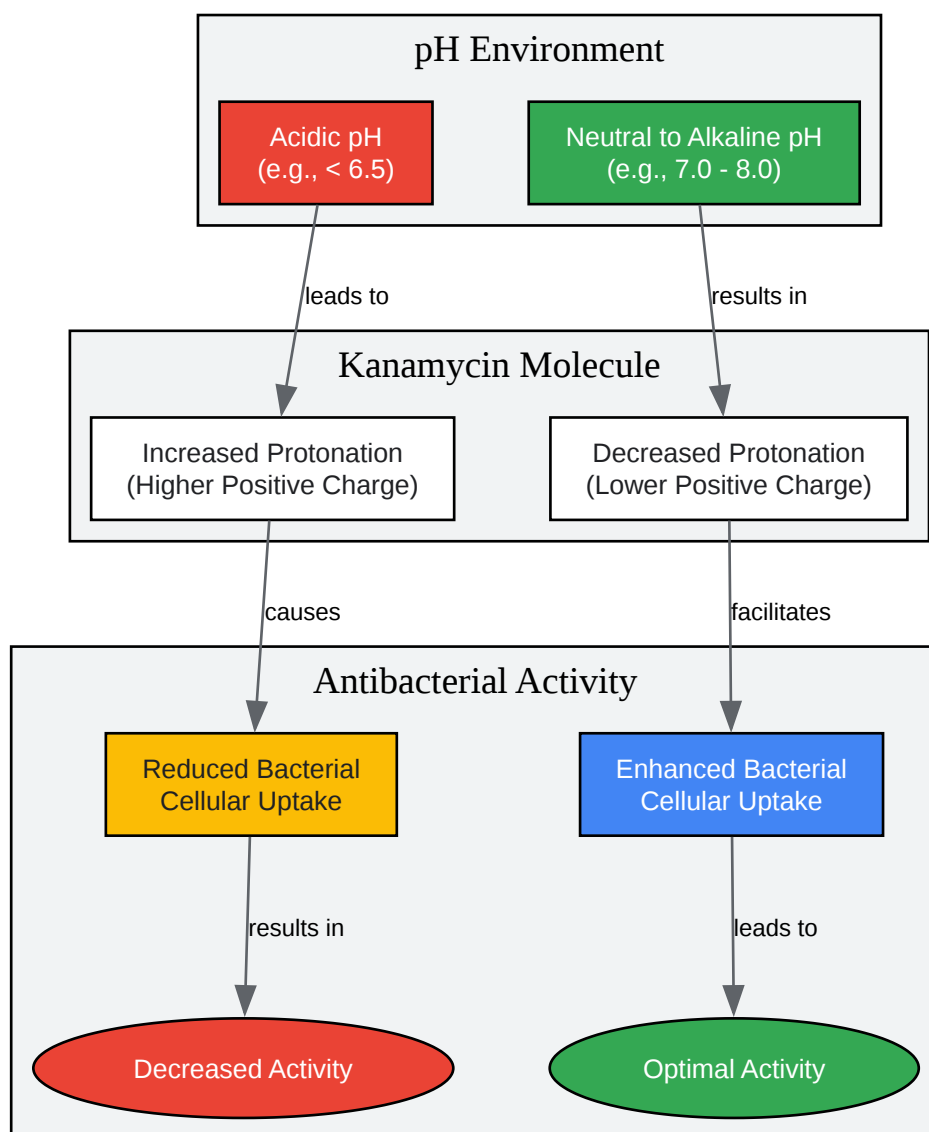 pH Environment
Acidic pH
(e.g., < 6.5)
Neutral to Alkaline pH
(e.g., 7.0 - 8.0)
leads to
results in
Kanamycin Molecule
Increased Protonation
(Higher Positive Charge)
Decreased Protonation
(Lower Positive Charge)
causes
facilitates
Antibacterial Activity
Reduced Bacterial
Cellular Uptake
Enhanced Bacterial
Cellular Uptake
results in
leads to
Decreased Activity
Optimal Activity